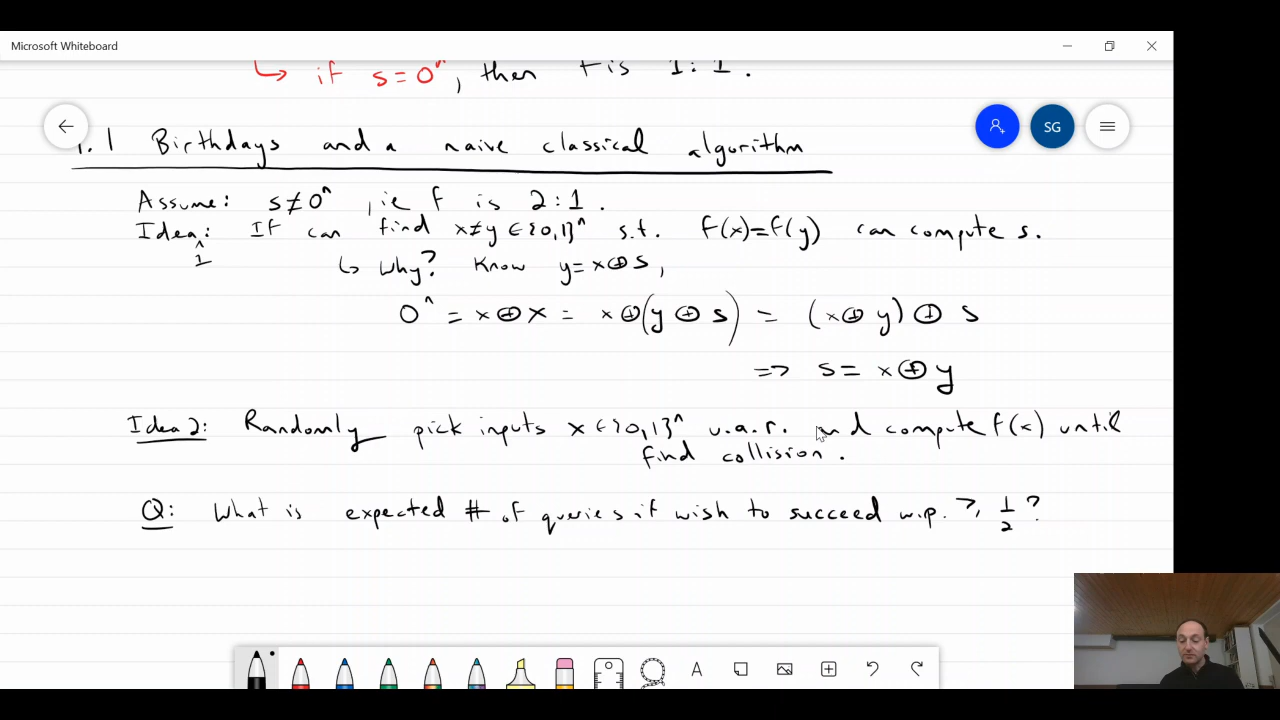 Microsoft Whiteboard
↳ if s=0ⁿ, then f is 1:1.
1.1 Birthdays and a naive classical algorithm
SG
Assume: s≠0ⁿ, ie f is 2:1.
Idea 1: If can find x≠y ∈ {0,1}ⁿ s.t. f(x)=f(y) can compute s.
↳ Why? Know y=x⊕s,
0ⁿ = x⊕x = x⊕(y⊕s) = (x⊕y)⊕s
=> s= x⊕y
Idea 2: Randomly pick inputs x∈{0,1}ⁿ u.a.r. and compute f(x) until
find collision.
Q: What is expected # of queries if wish to succeed w.p. ≥ 1/2?
A